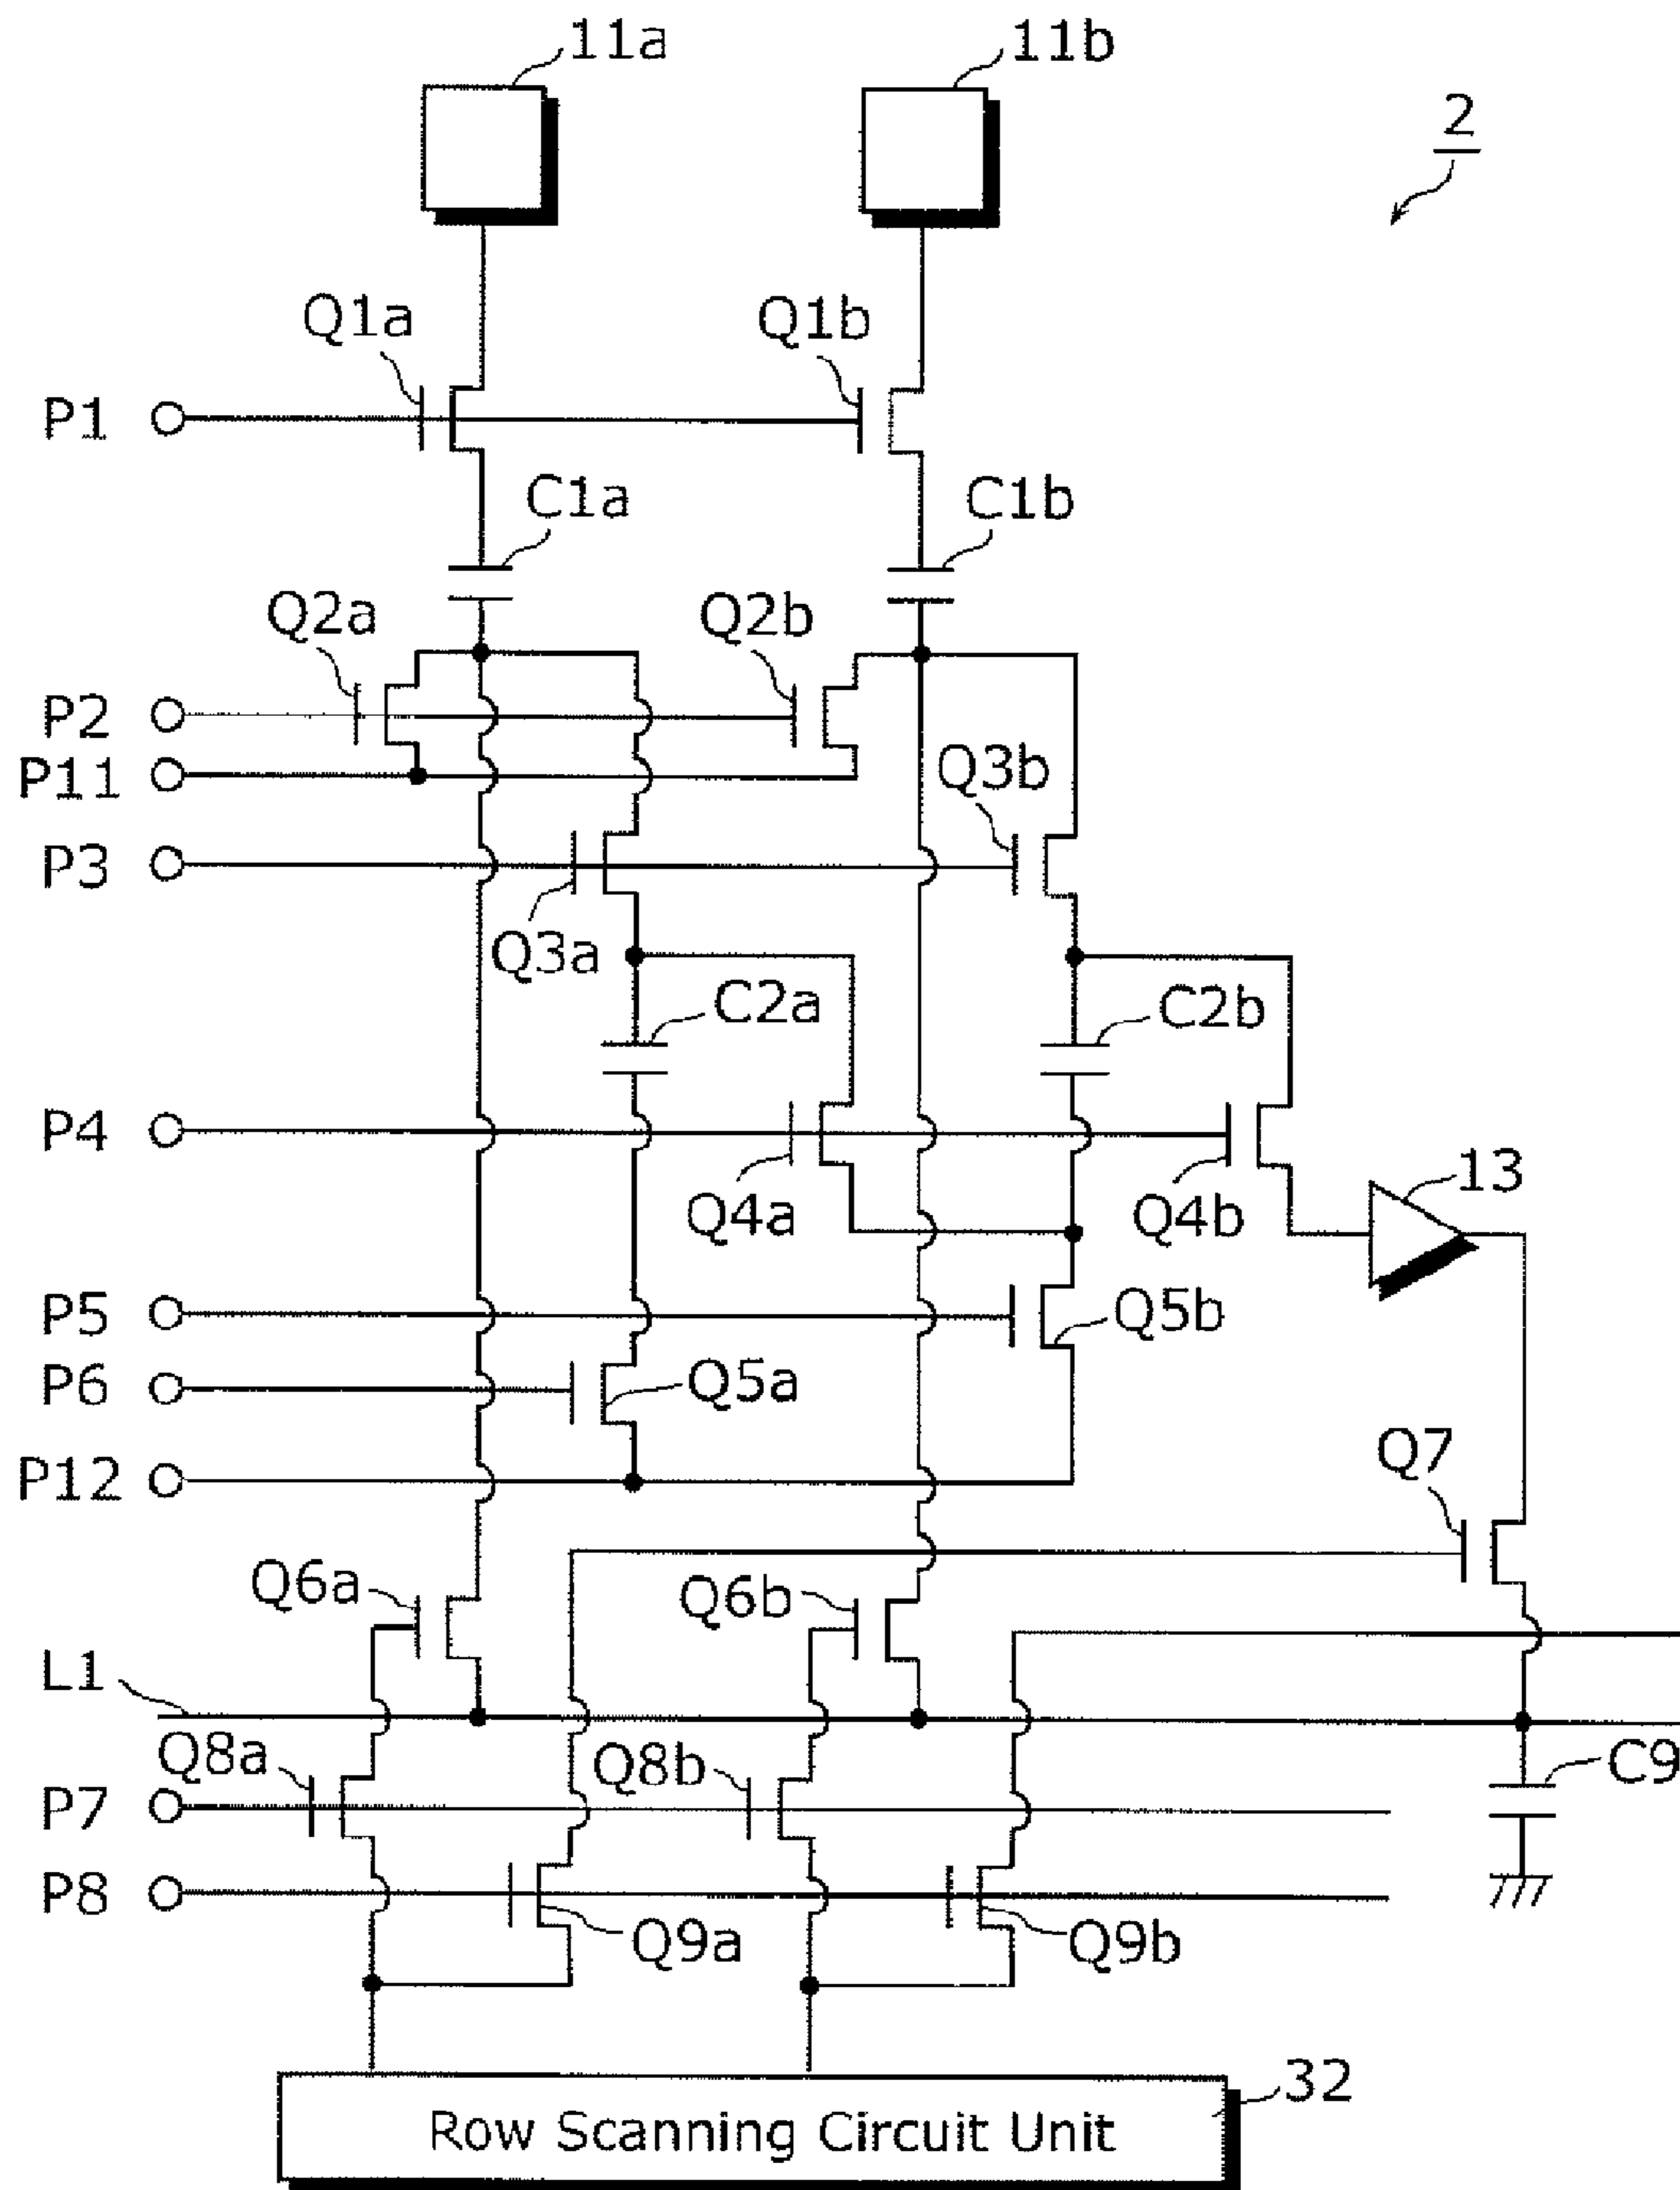 11a
11b
2
Q1a
Q1b
P1
C1a
C1b
Q2a
Q2b
P2
P11
Q3b
P3
Q3a
C2a
C2b
P4
Q4a
Q4b
13
P5
Q5b
P6
Q5a
P12
Q7
Q6a
Q6b
L1
Q8a
Q8b
C9
P7
P8
Q9a
Q9b
32
Row Scanning Circuit Unit